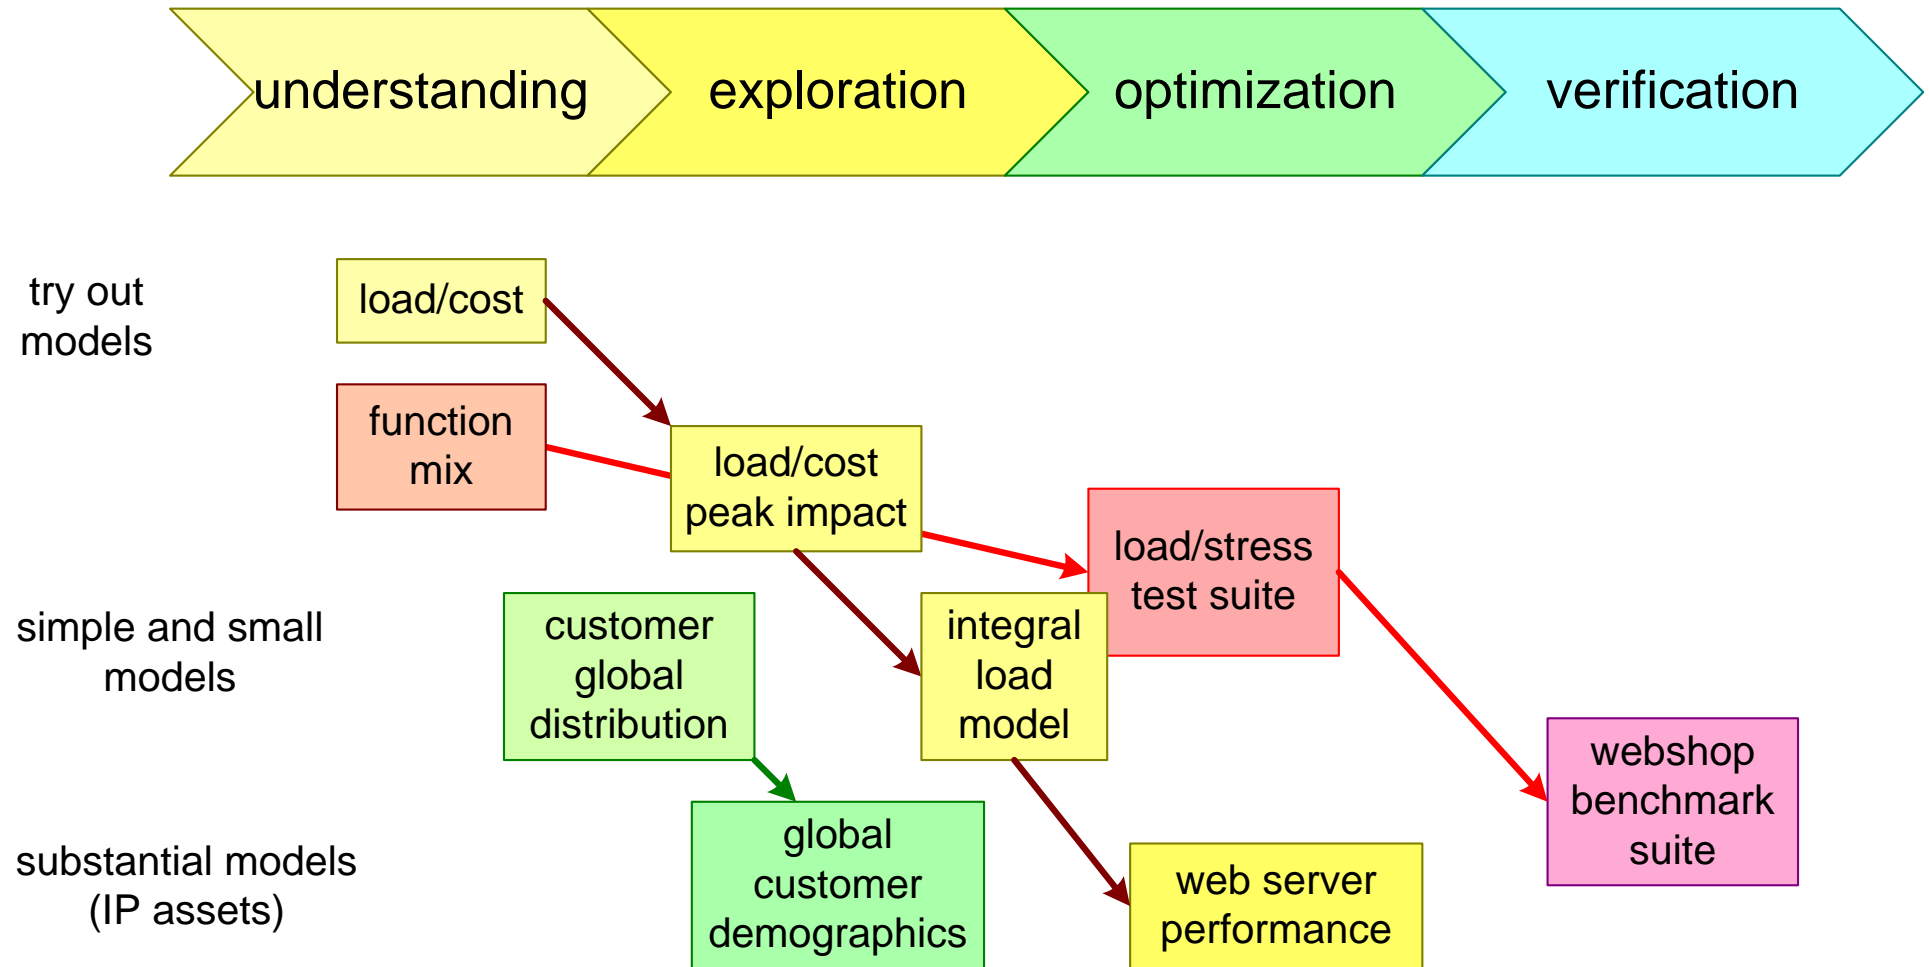 understanding
exploration
optimization
verification
try out
models
load/cost
function
mix
load/cost
peak impact
load/stress
test suite
simple and small
models
customer
global
distribution
integral
load
model
webshop
benchmark
suite
substantial models
(IP assets)
global
customer
demographics
web server
performance